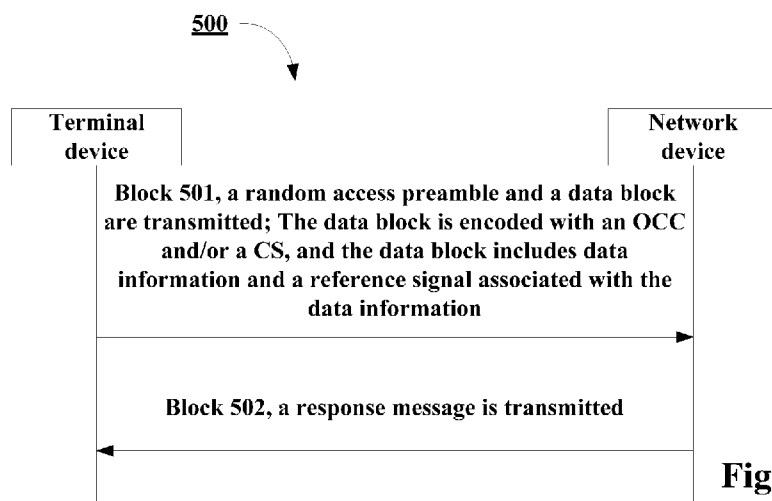 500
Terminal
device
Network
device
Block 501, a random access preamble and a data block
are transmitted; The data block is encoded with an OCC
and/or a CS, and the data block includes data
information and a reference signal associated with the
data information
Block 502, a response message is transmitted
Fig